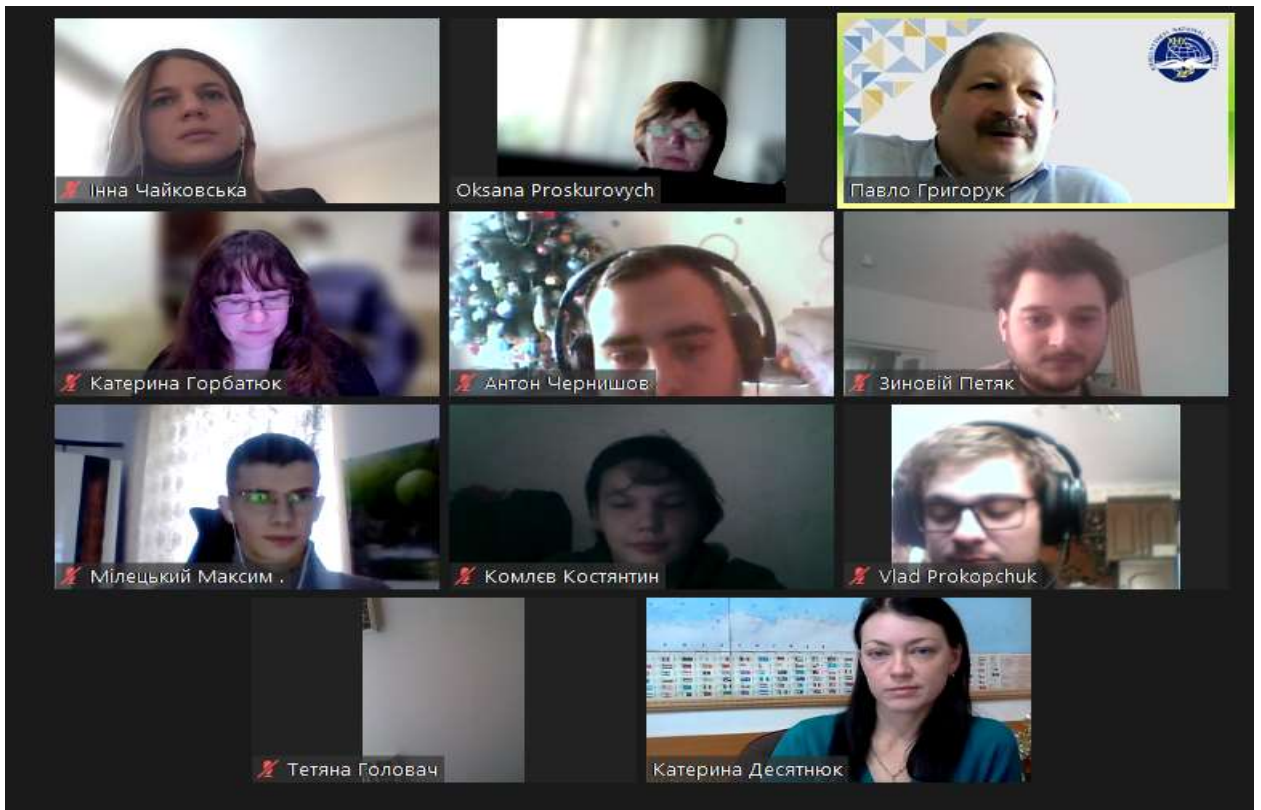 Інна Чайковська
Oksana Proskurovych
Павло Григорук
Катерина Горбатюк
Антон Чернишов
Зиновій Петяк
Мілецький Максим .
Комлєв Костянтин
Vlad Prokopchuk
Тетяна Головач
Катерина Десятнюк